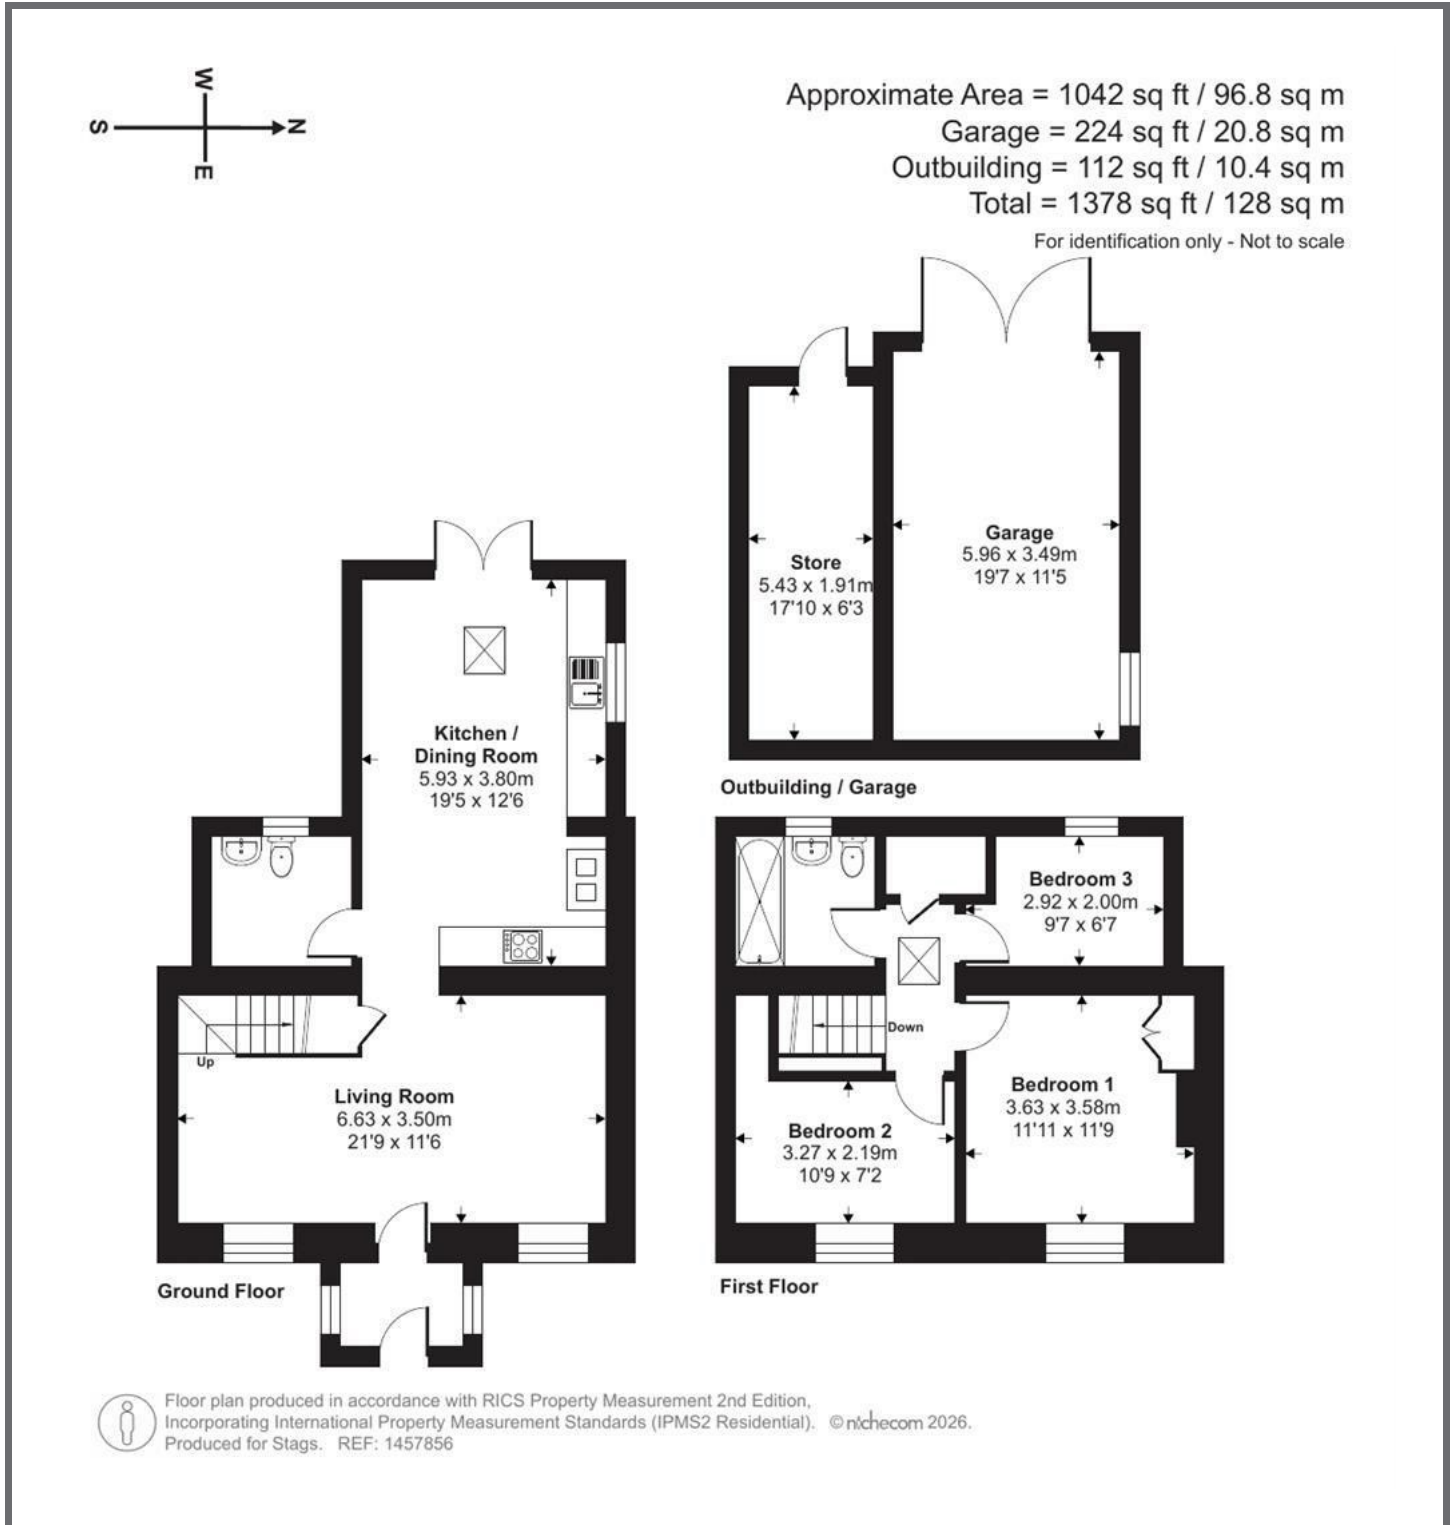 W
S
N
E
Approximate Area = 1042 sq ft / 96.8 sq m
Garage = 224 sq ft / 20.8 sq m
Outbuilding = 112 sq ft / 10.4 sq m
Total = 1378 sq ft / 128 sq m
For identification only - Not to scale
Garage
5.96 x 3.49m
19'7 x 11'5
Store
5.43 x 1.91m
17'10 x 6'3
Outbuilding / Garage
Kitchen /
Dining Room
5.93 x 3.80m
19'5 x 12'6
Up
Living Room
6.63 x 3.50m
21'9 x 11'6
Ground Floor
Bedroom 3
2.92 x 2.00m
9'7 x 6'7
Down
Bedroom 1
3.63 x 3.58m
11'11 x 11'9
Bedroom 2
3.27 x 2.19m
10'9 x 7'2
First Floor
Floor plan produced in accordance with RICS Property Measurement 2nd Edition,
Incorporating International Property Measurement Standards (IPMS2 Residential). © nichecom 2026.
Produced for Stags. REF: 1457856